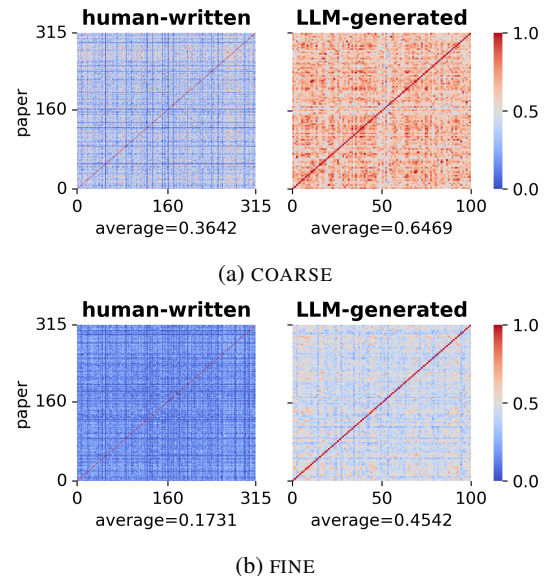 human-written LLM-generated
315 1.0
160 0.5
paper
0 0.0
0 160 315 0 50 100
average=0.3642 average=0.6469
(a) COARSE
human-written LLM-generated
315 1.0
160 0.5
paper
0 0.0
0 160 315 0 50 100
average=0.1731 average=0.4542
(b) FINE